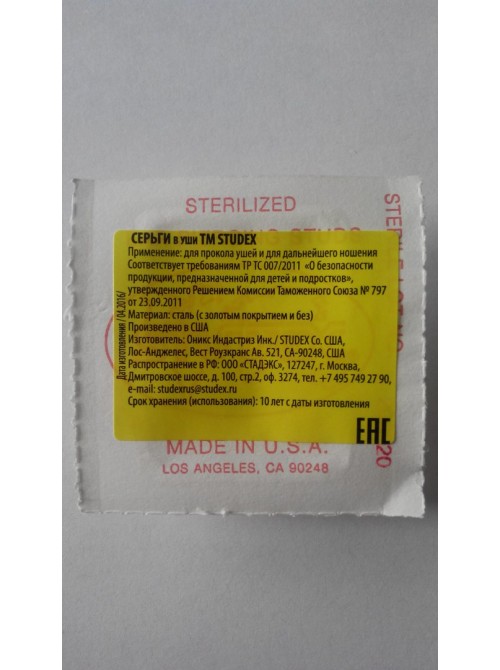 STERILIZED
СЕРЬГИ в уши ТМ STUDEX
Применение: для прокола ушей и для дальнейшего ношения
Соответствует требованиям ТР ТС 007/2011 «О безопасности
продукции, предназначенной для детей и подростков»,
утвержденного Решением Комиссии Таможенного Союза № 797
от 23.09.2011
Материал: сталь (с золотым покрытием и без)
Произведено в США
Изготовитель: Оникс Индастриз Инк./ STUDEX Co. США,
Лос-Анджелес, Вест Роузкранс Ав. 521, CA-90248, США
Распространение в РФ: ООО «СТАДЭКС», 127247, г. Москва,
Дмитровское шоссе, д. 100, стр.2, оф. 3274, тел. +7 495 749 27 90,
e-mail: studexrus@studex.ru
Срок хранения (использования): 10 лет с даты изготовления
Дата изготовления /04.2016/
EAC
MADE IN U.S.A.
LOS ANGELES, CA 90248
20